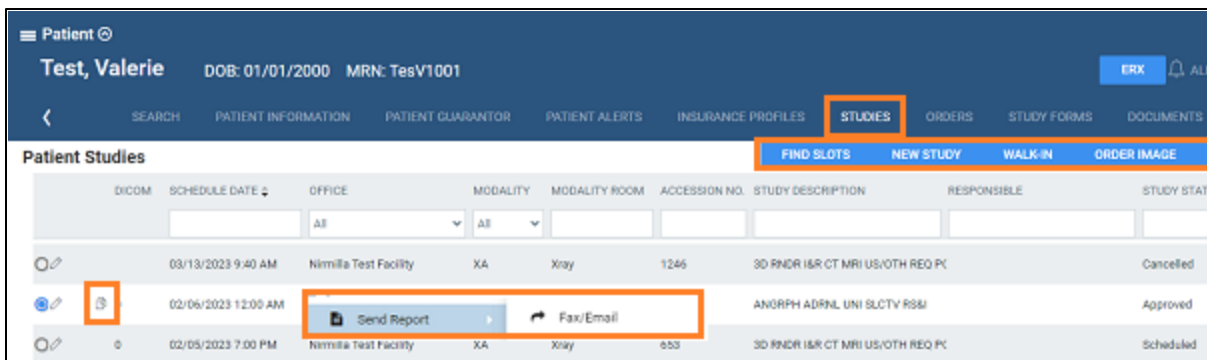 Patient
Test, Valerie DOB: 01/01/2000 MRN: TesV1001 ERX AL
SEARCH PATIENT INFORMATION PATIENT GUARANTOR PATIENT ALERTS INSURANCE PROFILES STUDIES ORDERS STUDY FORMS DOCUMENTS
Patient Studies FIND SLOTS NEW STUDY WALK-IN ORDER IMAGE
DICOM SCHEDULE DATE OFFICE MODALITY MODALITY ROOM ACCESSION NO. STUDY DESCRIPTION RESPONSIBLE STUDY STAT
All All
03/13/2023 9:40 AM Nirmilla Test Facility XA Xray 1246 3D RNDR I&R CT MRI US/OTH REQ PC Cancelled
02/06/2023 12:00 AM ANGRPH ADRNL UNI SLCTV RS&I Approved
Send Report Fax/Email
0 02/05/2023 7:00 PM Nirmilla Test Facility XA Xray 653 3D RNDR I&R CT MRI US/OTH REQ PC Scheduled